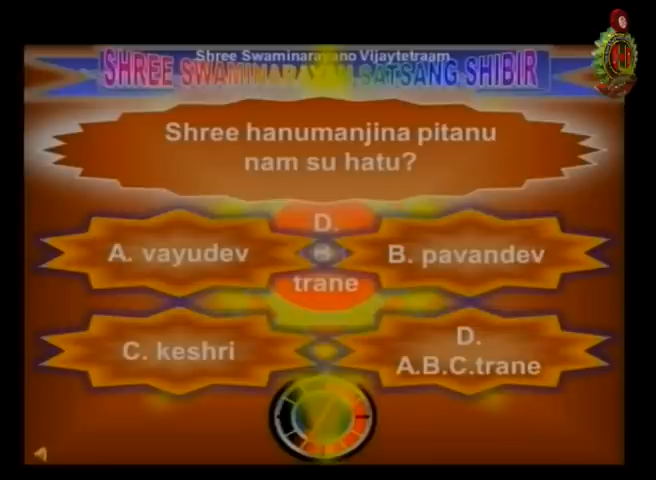 Shree Swaminarayano Vijaytetraam
SHREE SWAMINARAYAN SATSANG SHIBIR
Shree hanumanjina pitanu
nam su hatu?
D.
B
trane
A. vayudev
B. pavandev
C. keshri
D.
A.B.C.trane